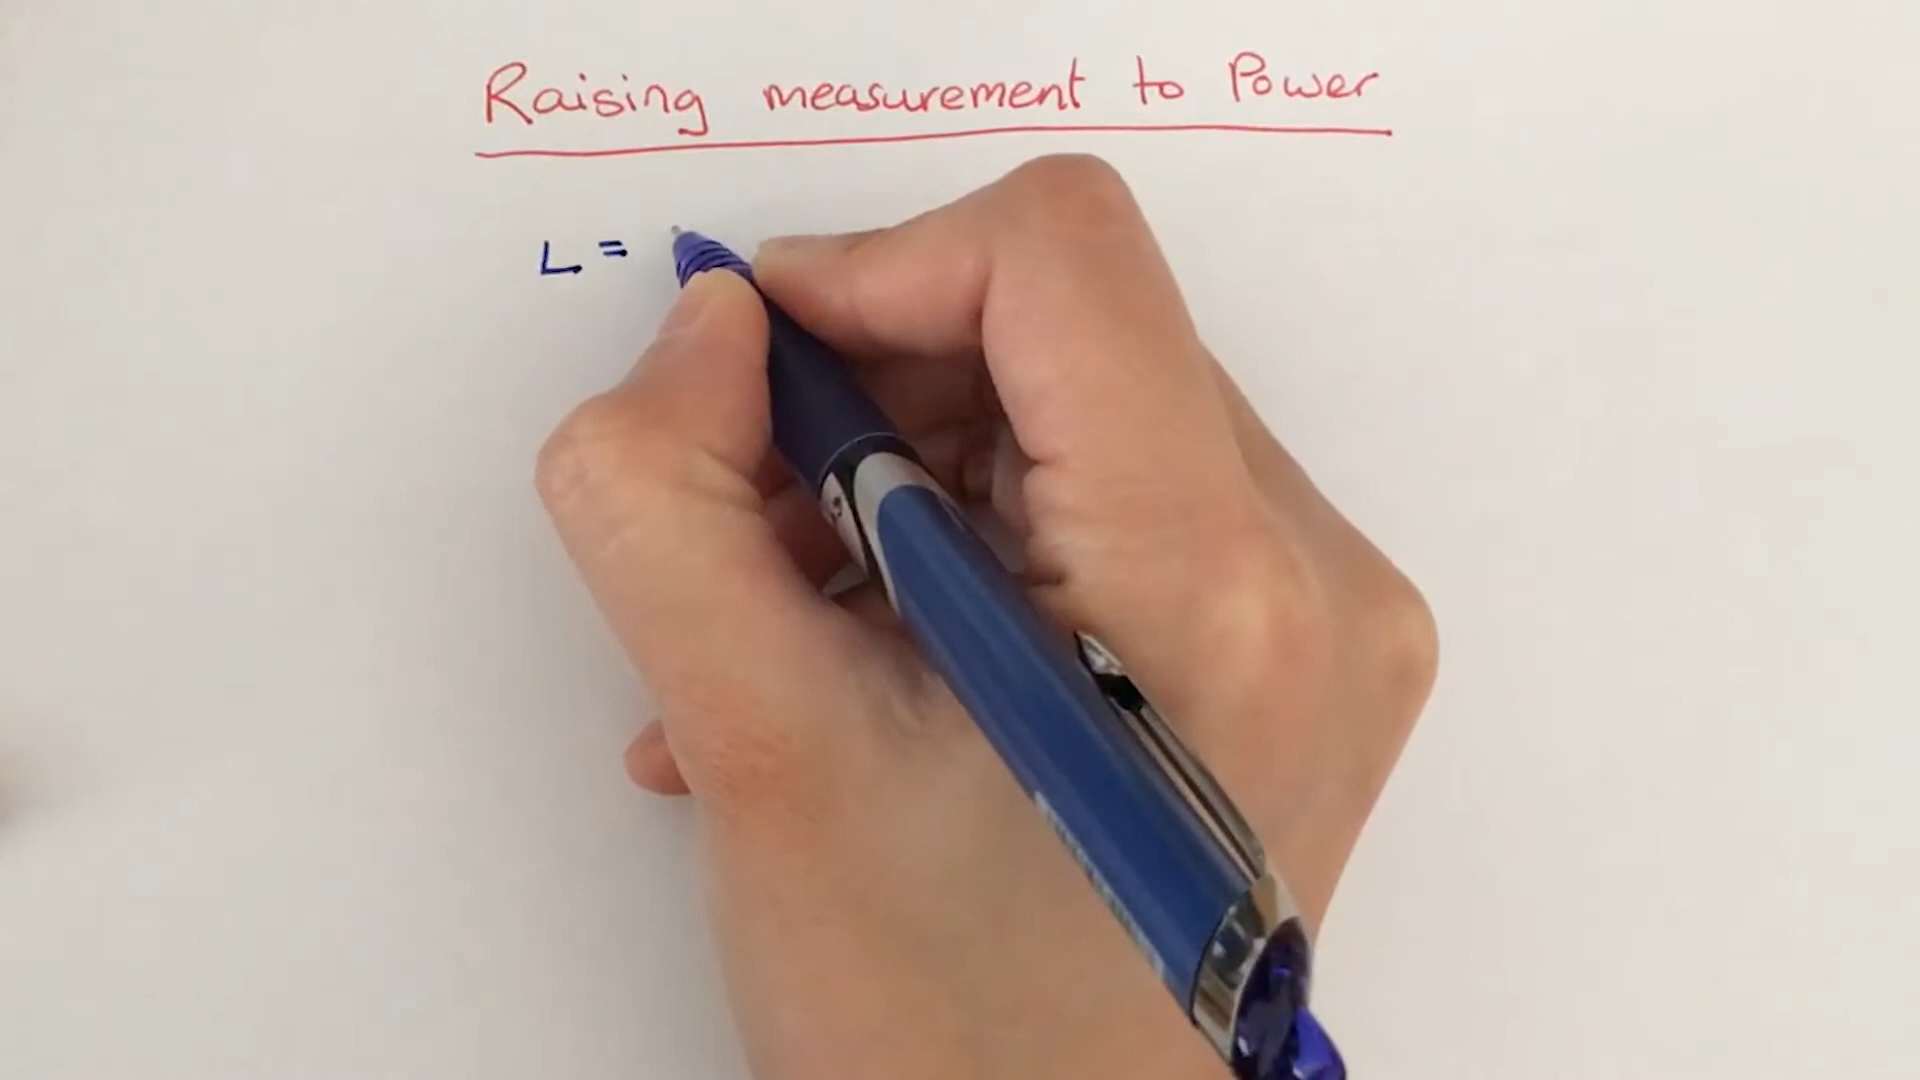 Raising measurement to Power
L =